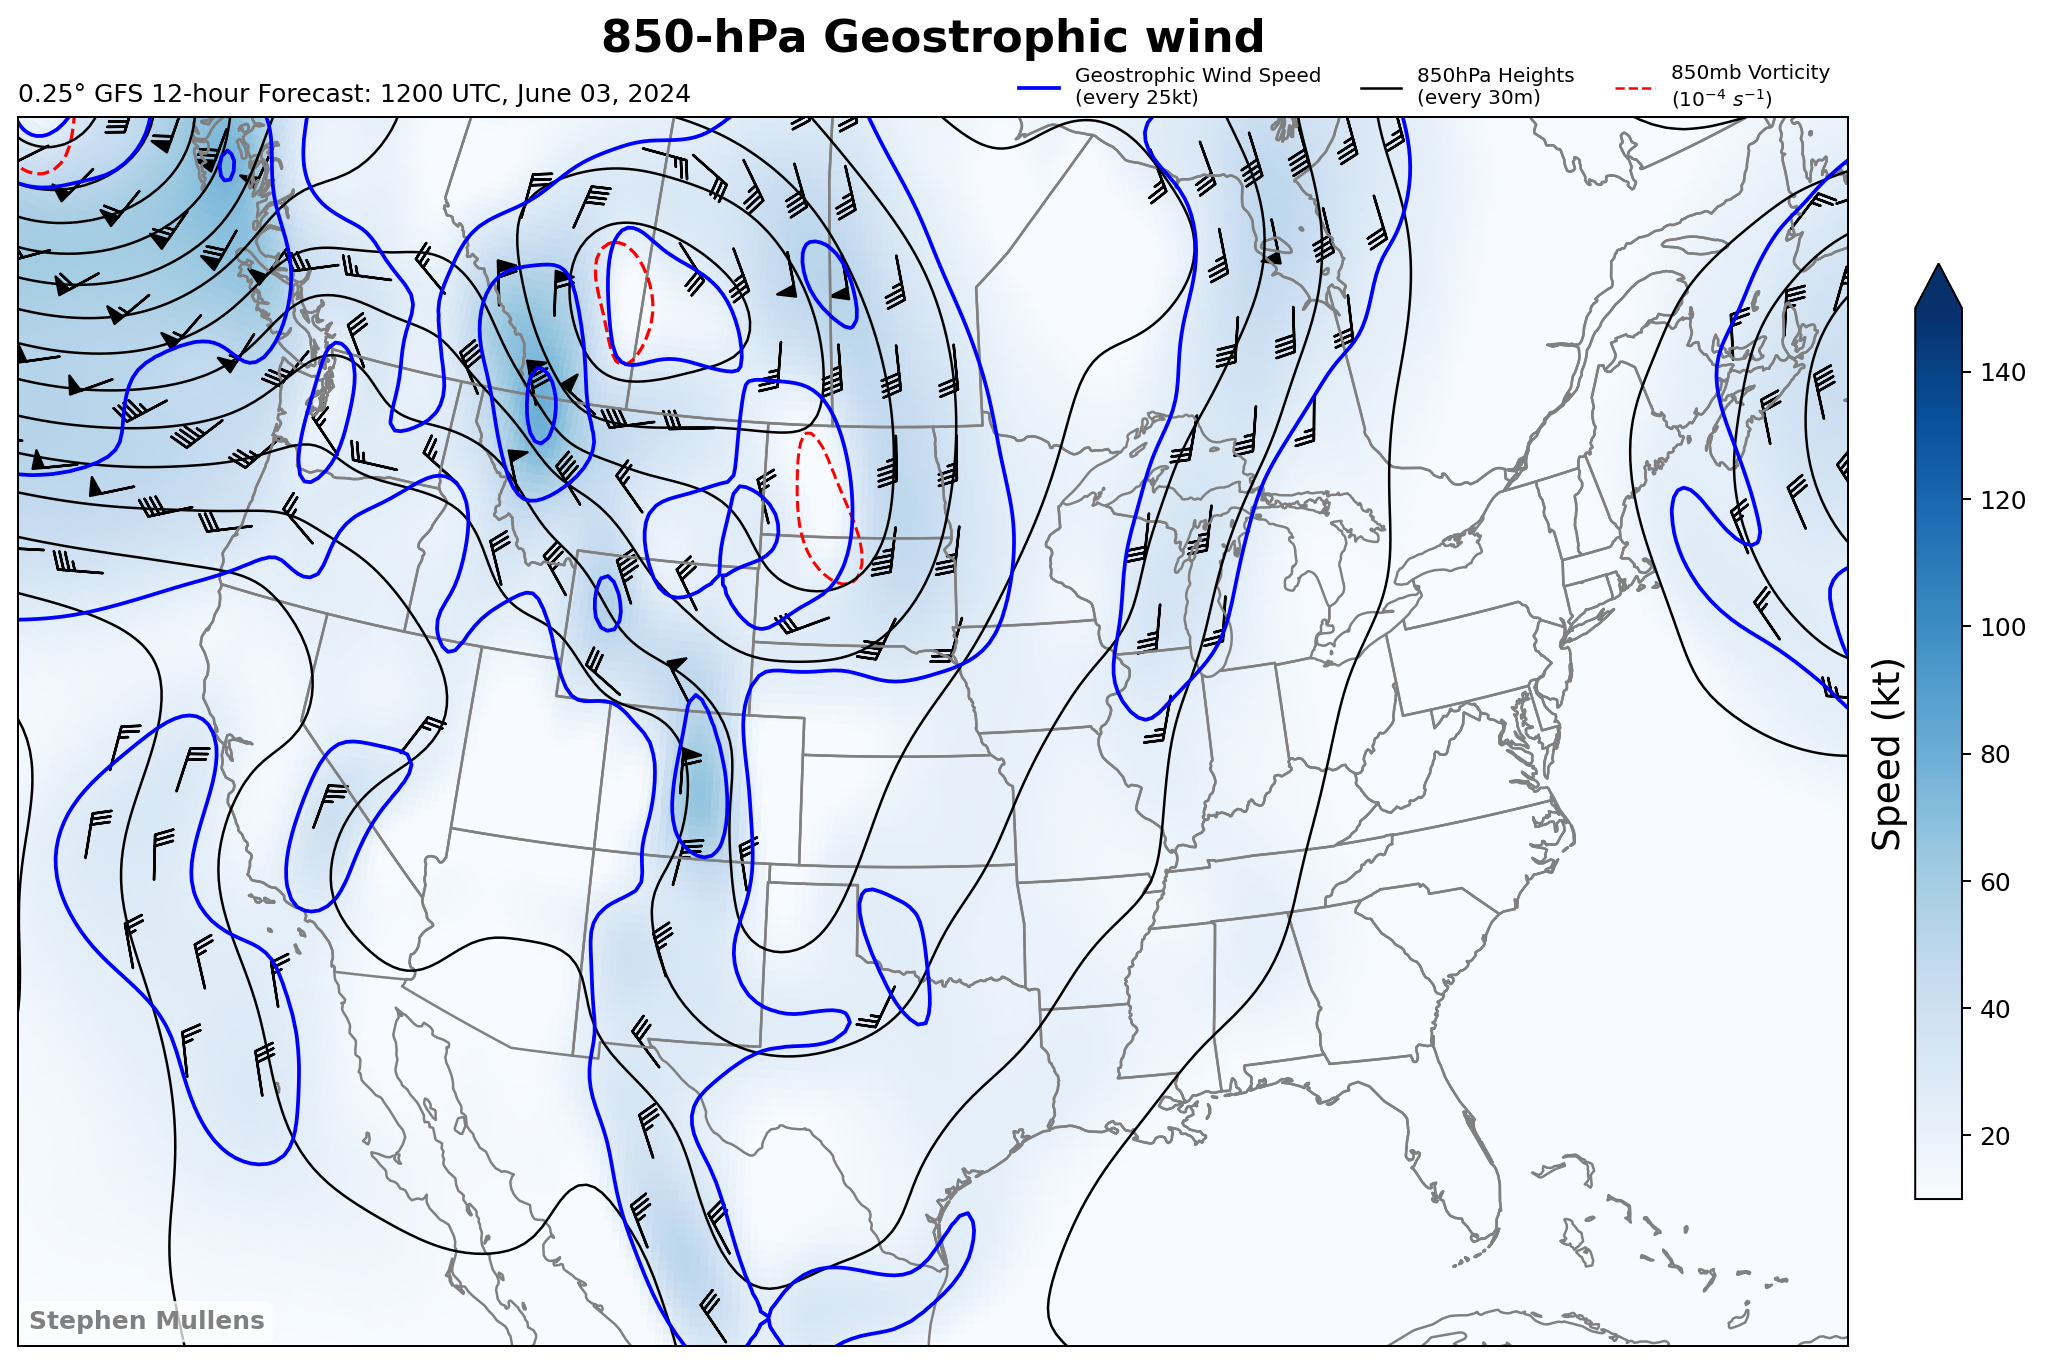 850-hPa Geostrophic wind
0.25° GFS 12-hour Forecast: 1200 UTC, June 03, 2024
Geostrophic Wind Speed
(every 25kt)
850hPa Heights
(every 30m)
850mb Vorticity
(10⁻⁴ s⁻¹)
140
120
100
80
60
40
20
Speed (kt)
Stephen Mullens